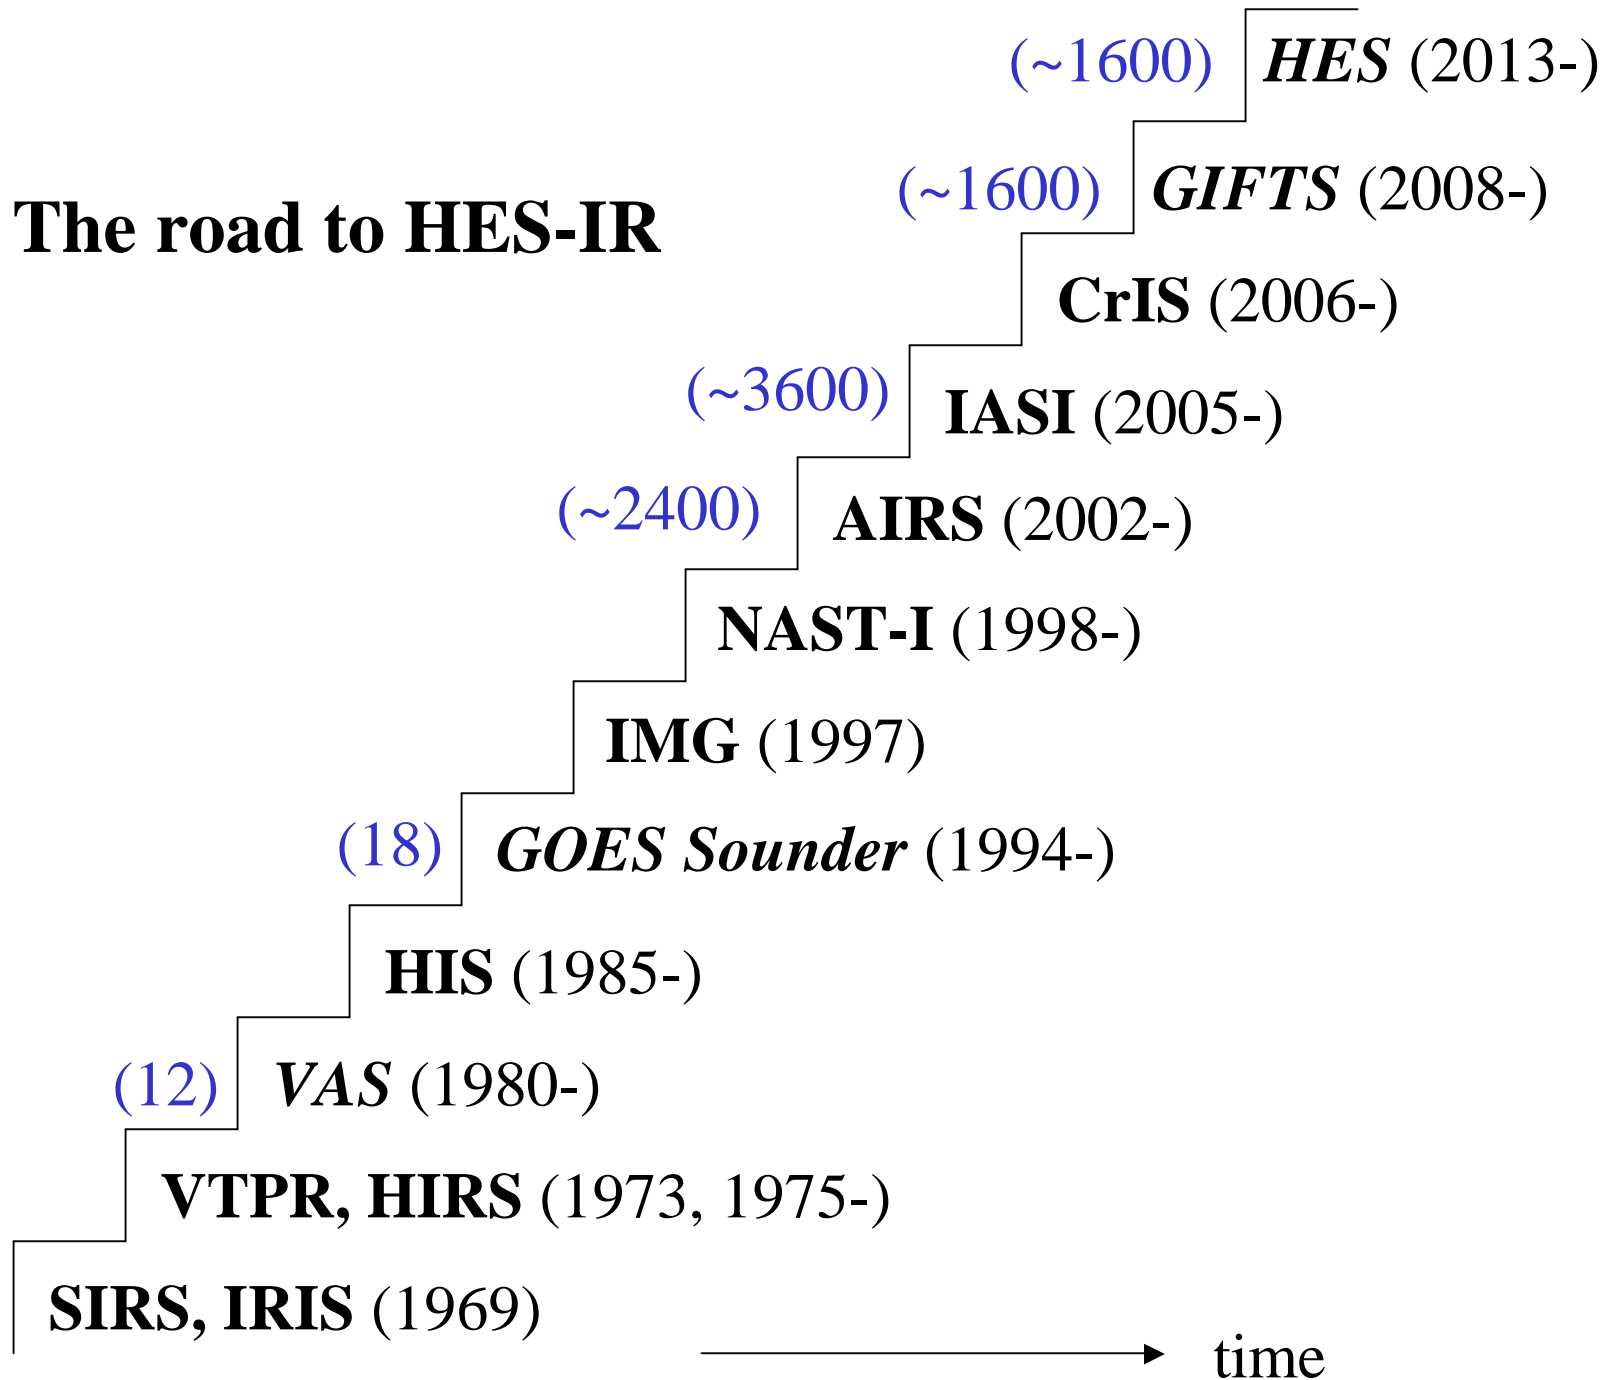 (~1600) HES (2013-)
(~1600) GIFTS (2008-)
The road to HES-IR
CrIS (2006-)
(~3600) IASI (2005-)
(~2400) AIRS (2002-)
NAST-I (1998-)
IMG (1997)
(18) GOES Sounder (1994-)
HIS (1985-)
(12) VAS (1980-)
VTPR, HIRS (1973, 1975-)
SIRS, IRIS (1969)
time